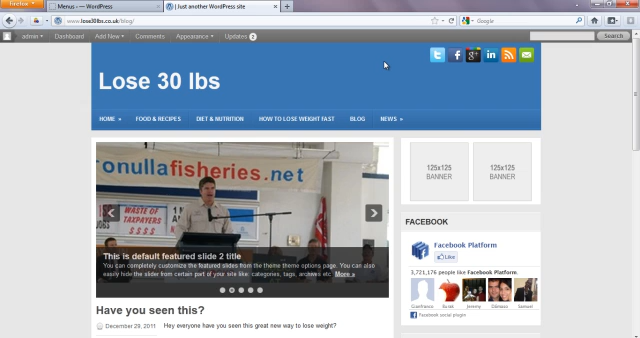 Firefox
Menus ‹ — WordPress
| Just another WordPress site
www.lose30lbs.co.uk/blog/
Google
admin
Dashboard
Add New
Comments
Appearance
Updates 2
Search
Lose 30 lbs
HOME »
FOOD & RECIPES
DIET & NUTRITION
HOW TO LOSE WEIGHT FAST
BLOG
NEWS »
onullafisheries.net
WASTE OF
TAXPAYERS
$$$$
This is default featured slide 2 title
You can completely customize the featured slides from the theme theme options page. You can also
easily hide the slider from certain part of your site like: categories, tags, archives etc. More »
Have you seen this?
December 29, 2011
Hey everyone have you seen this great new way to lose weight?
125x125
BANNER
125x125
BANNER
FACEBOOK
Facebook Platform
Like
3,721,176 people like Facebook Platform.
Gianfranco
Jeremy
Samuel
Facebook social plugin